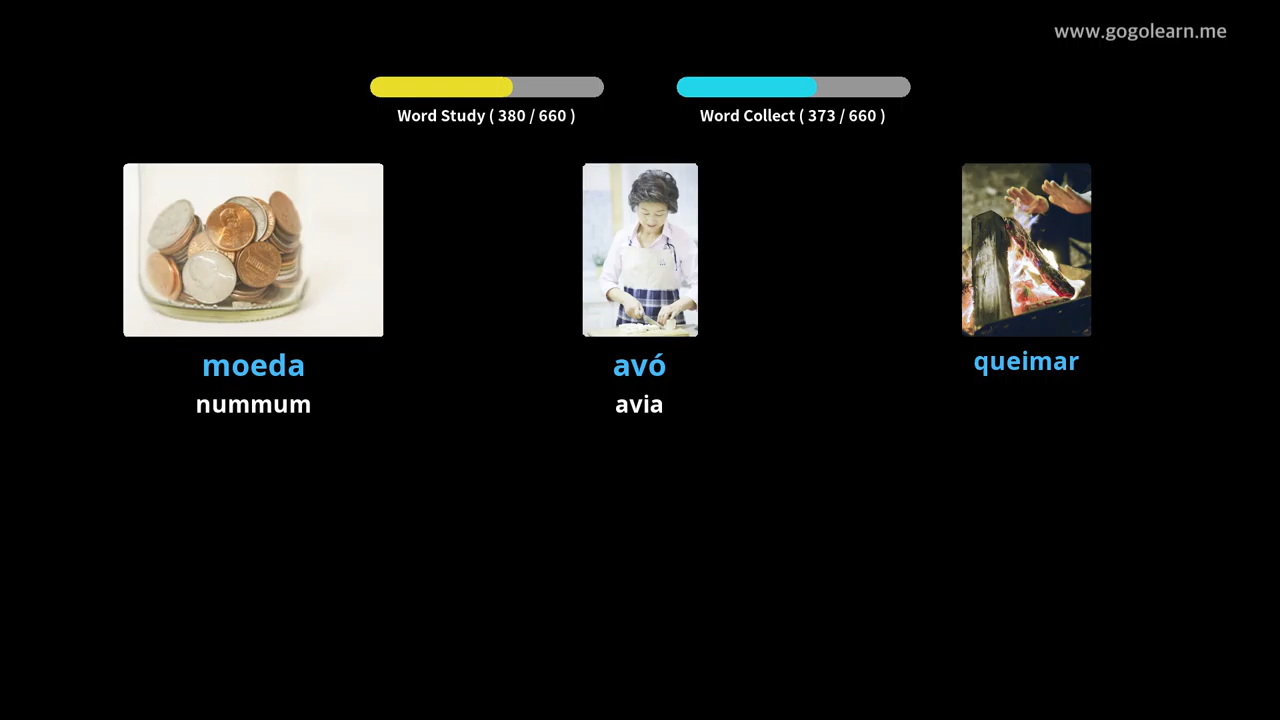 www.gogolearn.me
Word Study ( 380 / 660 )
Word Collect ( 373 / 660 )
moeda
nummum
avó
avia
queimar